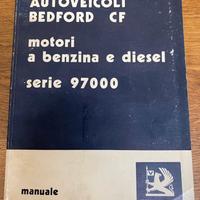 AUTOVEICOLI
BEDFORD CF
motori
a benzina e diesel
serie 97000
manuale